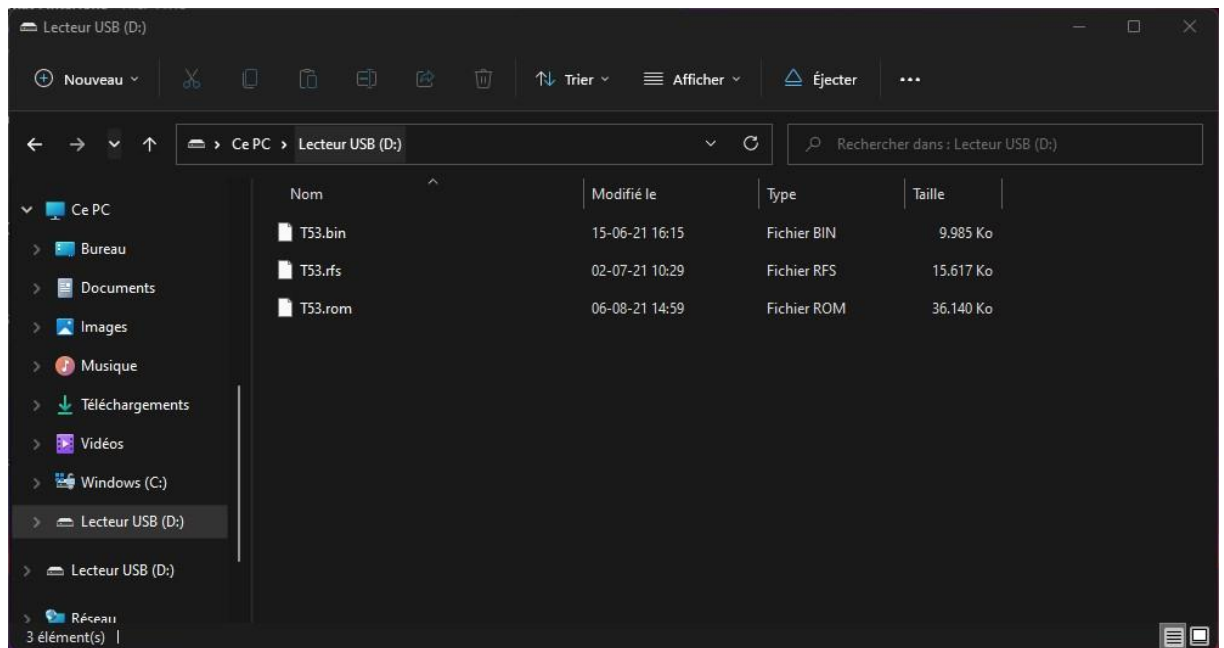 Lecteur USB (D:)
Nouveau Trier Afficher Éjecter
Ce PC Lecteur USB (D:) Rechercher dans : Lecteur USB (D:)
Nom Modifié le Type Taille
Ce PC
T53.bin 15-06-21 16:15 Fichier BIN 9.985 Ko
Bureau
T53.rfs 02-07-21 10:29 Fichier RFS 15.617 Ko
Documents
T53.rom 06-08-21 14:59 Fichier ROM 36.140 Ko
Images
Musique
Téléchargements
Vidéos
Windows (C:)
Lecteur USB (D:)
Lecteur USB (D:)
Réseau
3 élément(s)